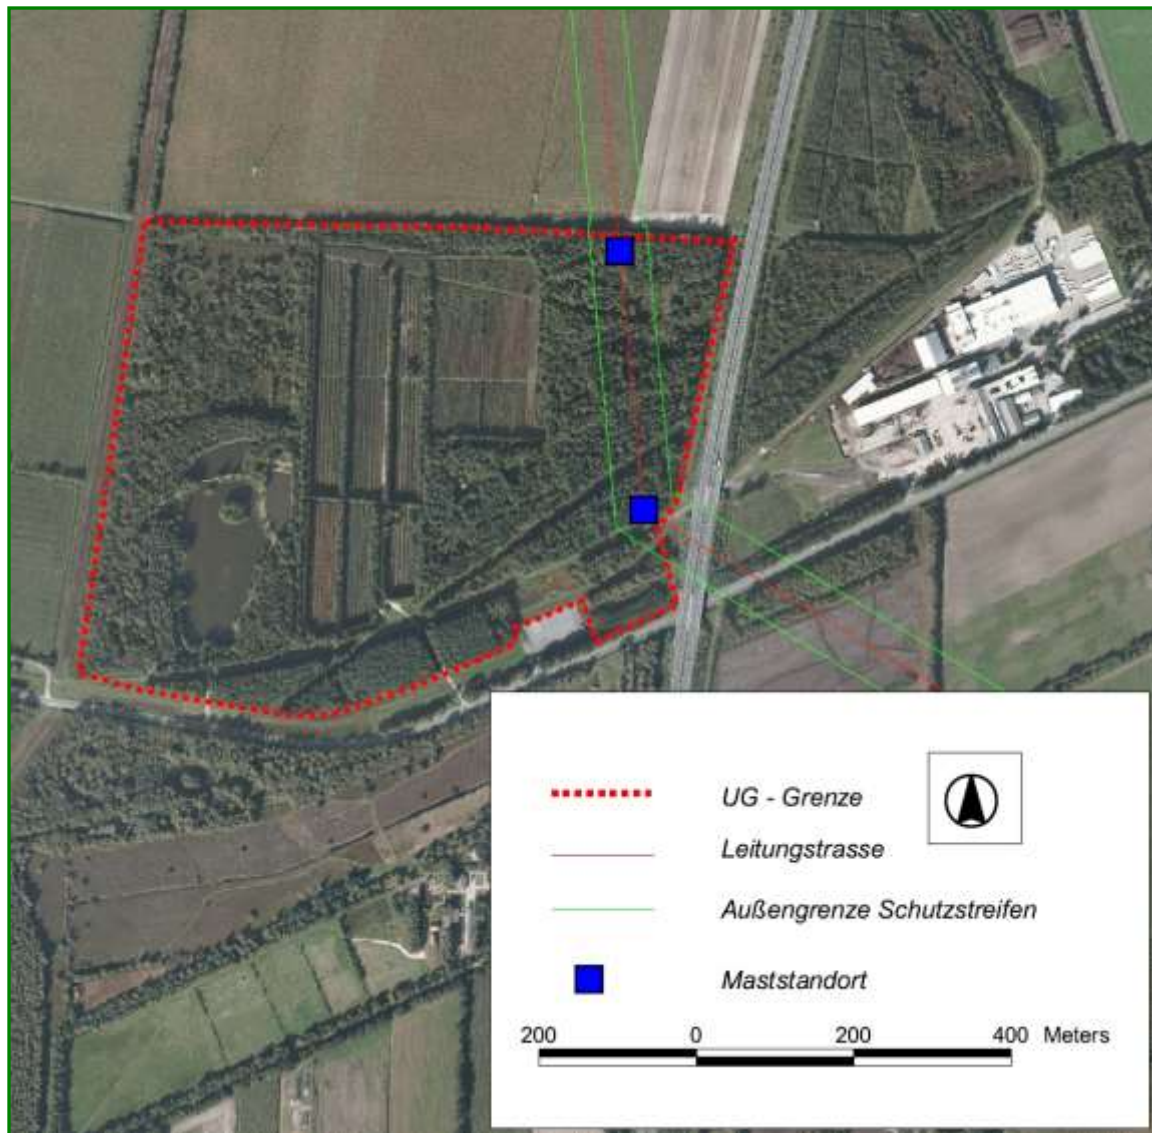 UG - Grenze
Leitungstrasse
Außengrenze Schutzstreifen
Maststandort
200 0 200 400 Meters